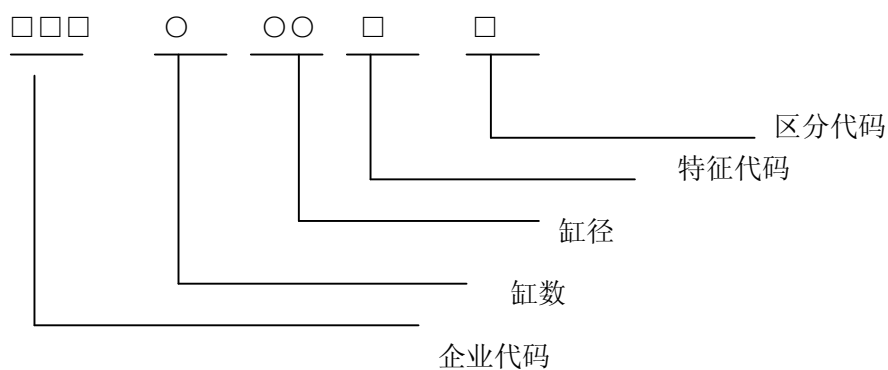 □□□ ○ ○○ □ □
区分代码
特征代码
缸径
缸数
企业代码